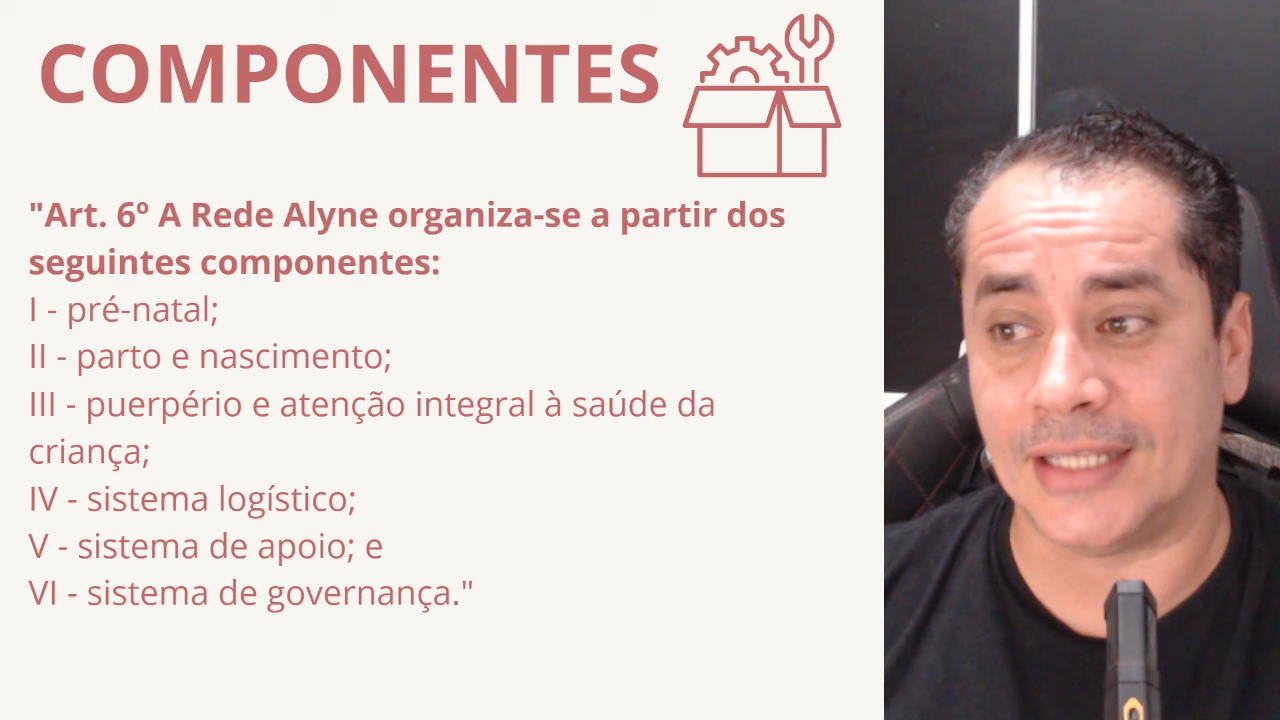 COMPONENTES
"Art. 6º A Rede Alyne organiza-se a partir dos
seguintes componentes:
I - pré-natal;
II - parto e nascimento;
III - puerpério e atenção integral à saúde da
criança;
IV - sistema logístico;
V - sistema de apoio; e
VI - sistema de governança."